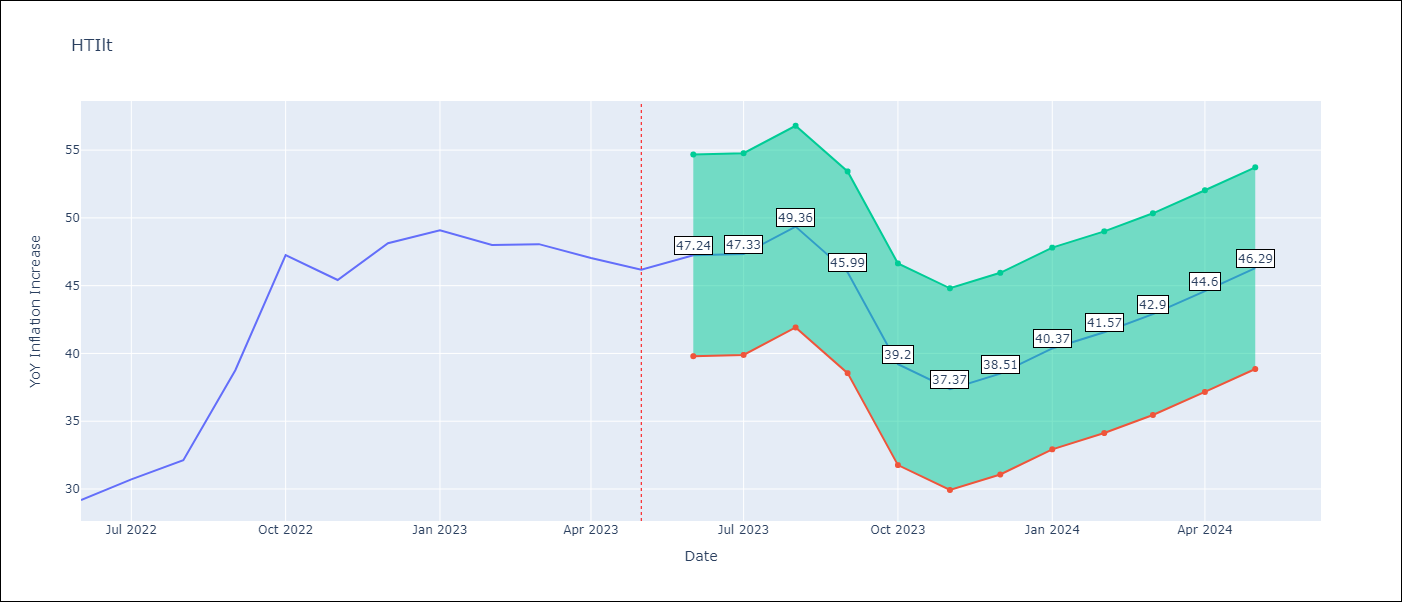 HTIlt
YoY Inflation Increase
55
50
45
40
35
30
47.24
47.33
49.36
45.99
39.2
37.37
38.51
40.37
41.57
42.9
44.6
46.29
Jul 2022
Oct 2022
Jan 2023
Apr 2023
Jul 2023
Oct 2023
Jan 2024
Apr 2024
Date